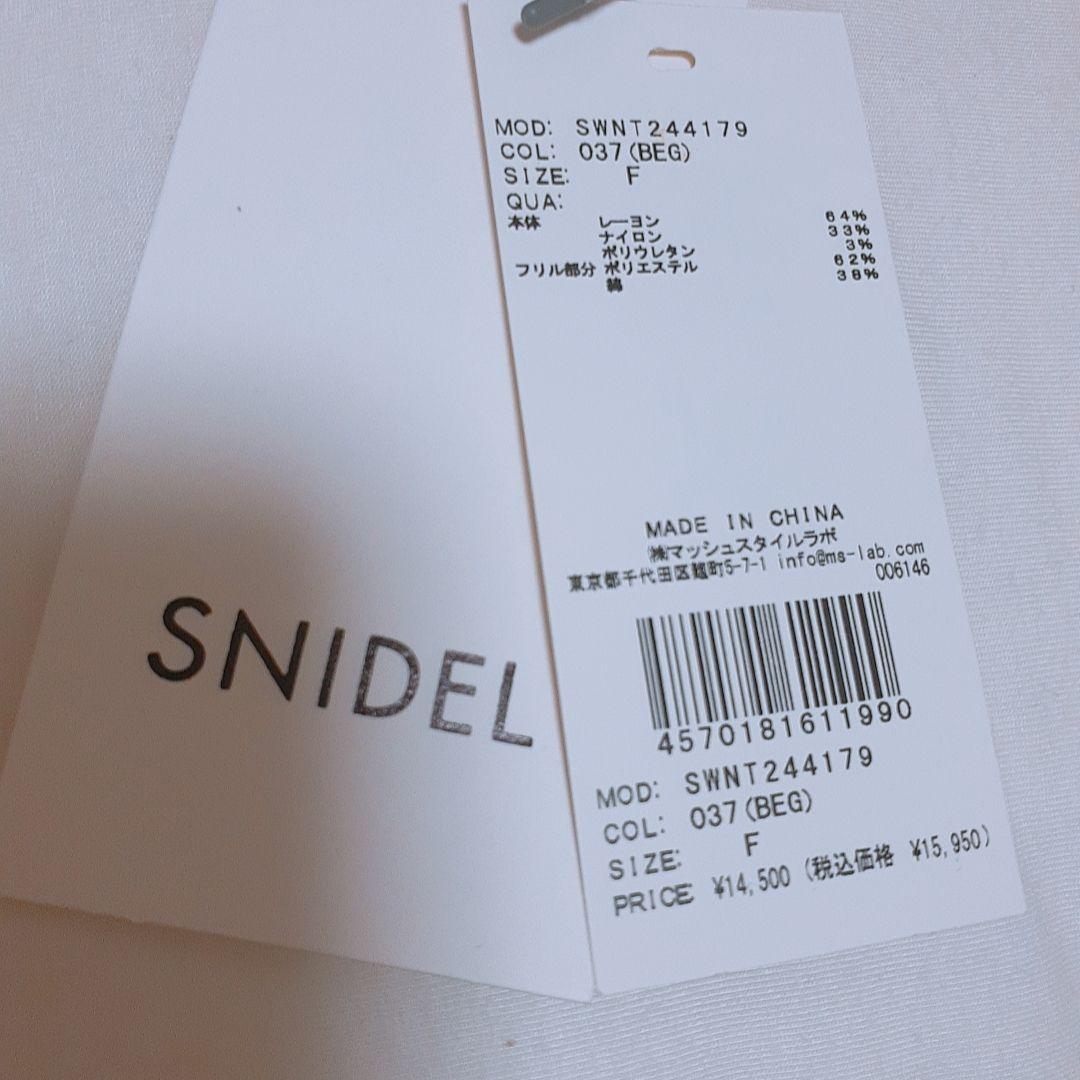 SNIDEL
MOD: SWNT244179
COL: 037(BEG)
SIZE: F
QUA:
本体 レーヨン 64%
ナイロン 33%
ポリウレタン 3%
フリル部分 ポリエステル 62%
綿 38%
MADE IN CHINA
㈱マッシュスタイルラボ
東京都千代田区麹町5-7-1 info@ms-lab.com
006146
4570181611990
MOD: SWNT244179
COL: 037(BEG)
SIZE: F
PRICE ¥14,500 (税込価格 ¥15,950)